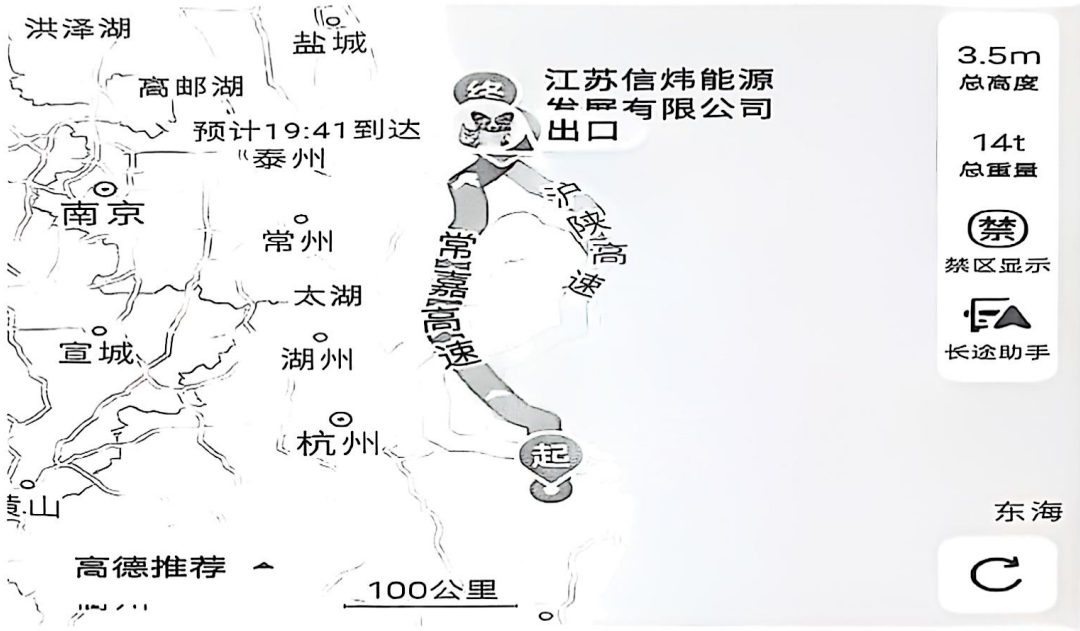 洪泽湖
盐城
高邮湖
终
江苏信炜能源
发展有限公司
出口
3.5m
总高度
预计19:41到达
泰州
14t
总重量
南京
沪陕高速
常州
禁
禁区显示
常嘉高速
太湖
长途助手
宣城
湖州
杭州
起
黄山
东海
高德推荐
100公里